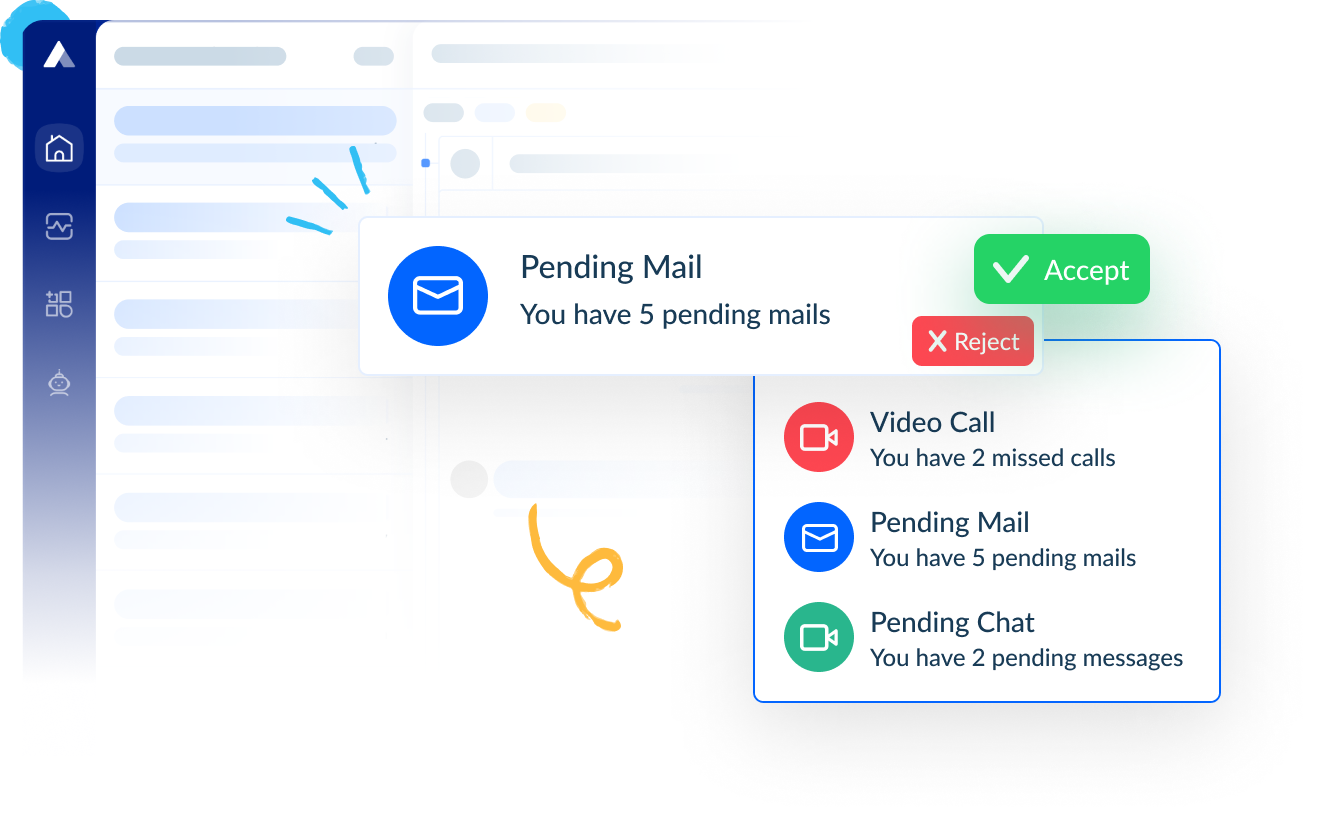 Pending Mail
You have 5 pending mails
Accept
Reject
Video Call
You have 2 missed calls
Pending Mail
You have 5 pending mails
Pending Chat
You have 2 pending messages